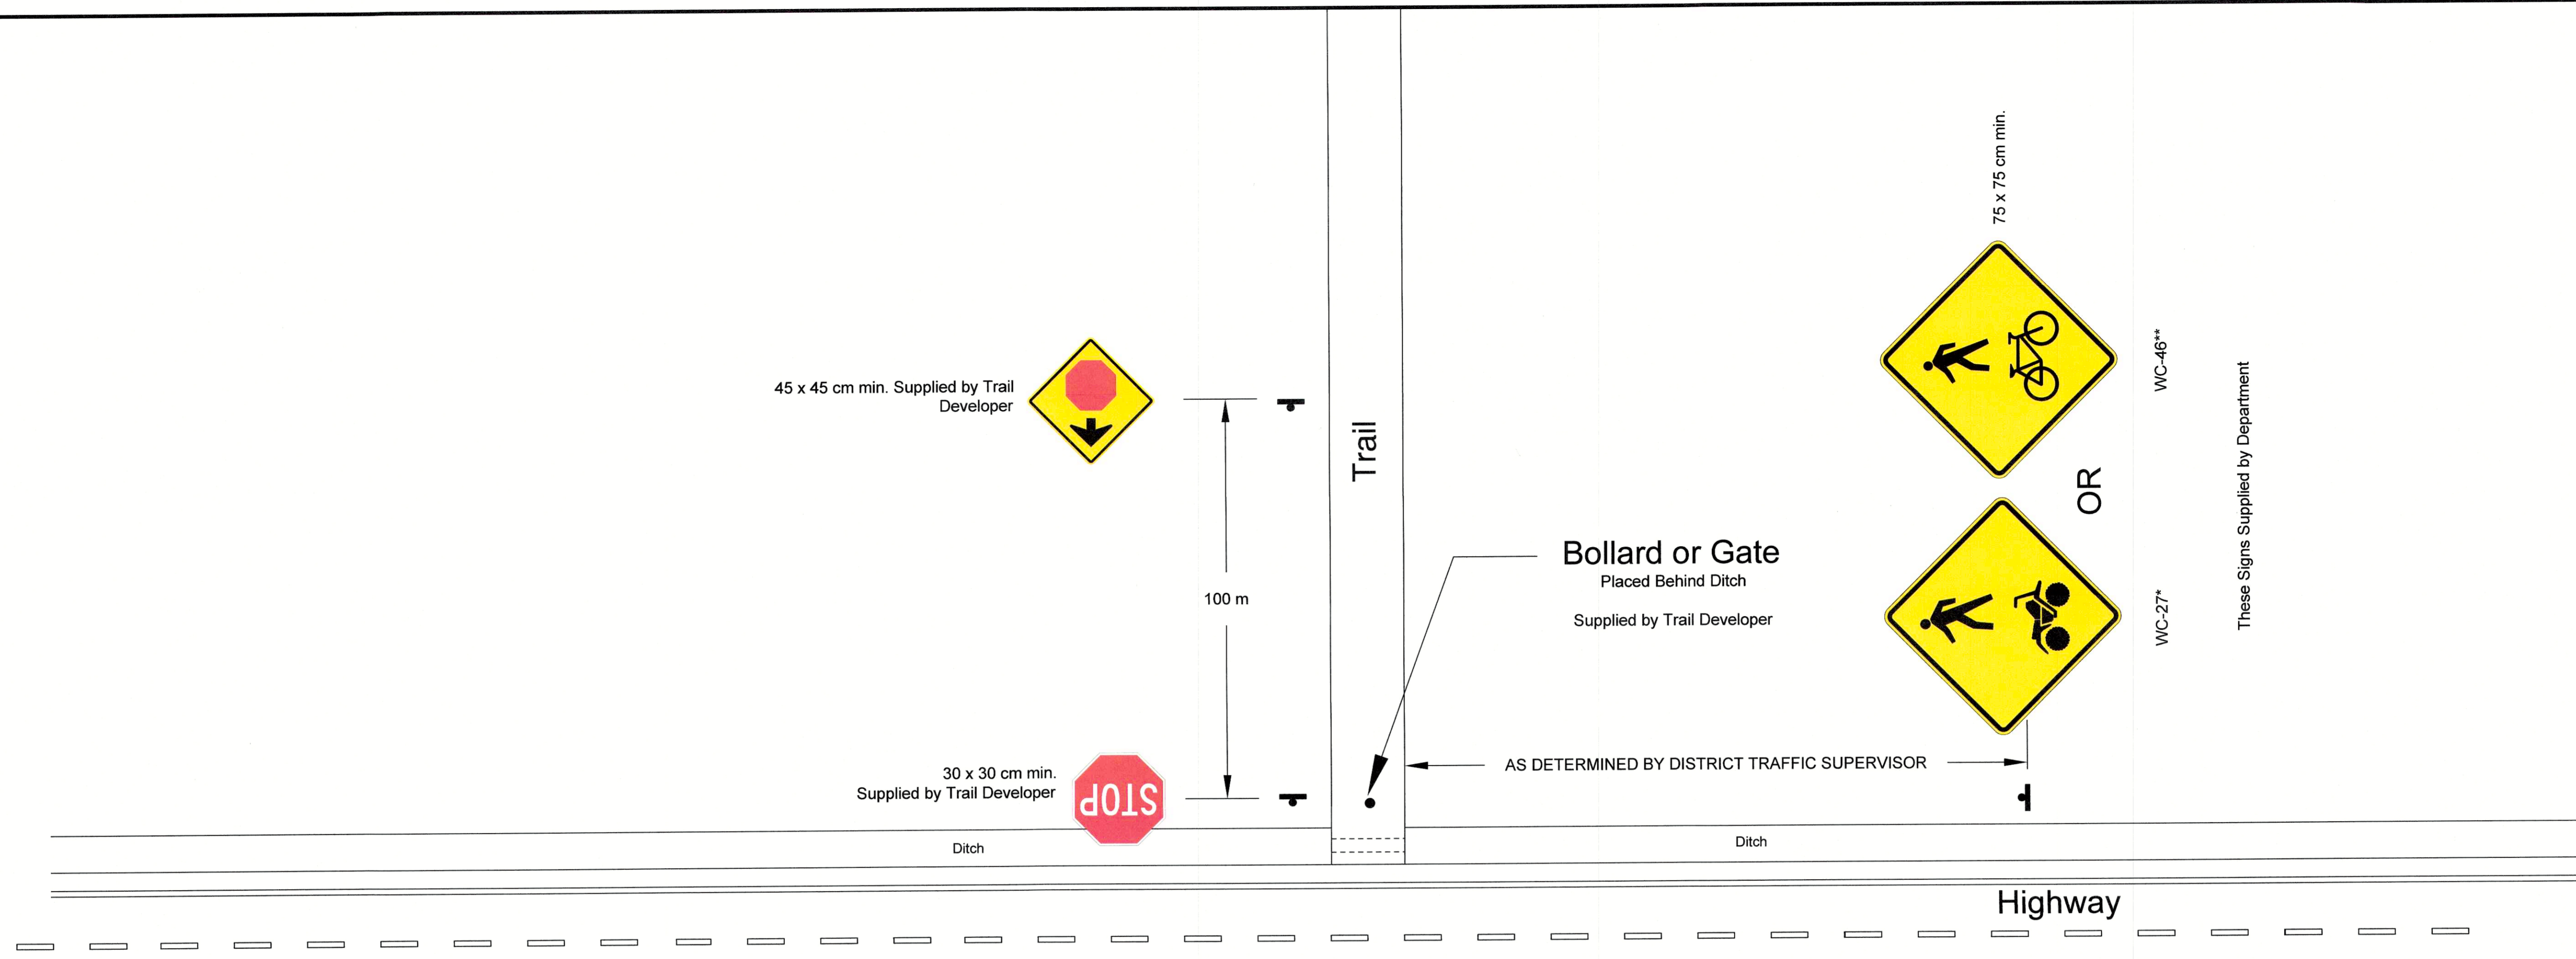 75 x 75 cm min.
45 x 45 cm min. Supplied by Trail
Developer
Trail
WC-46**
OR
These Signs Supplied by Department
Bollard or Gate
Placed Behind Ditch
Supplied by Trail Developer
100 m
WC-27*
AS DETERMINED BY DISTRICT TRAFFIC SUPERVISOR
30 x 30 cm min.
Supplied by Trail Developer
STOP
Ditch
Ditch
Highway